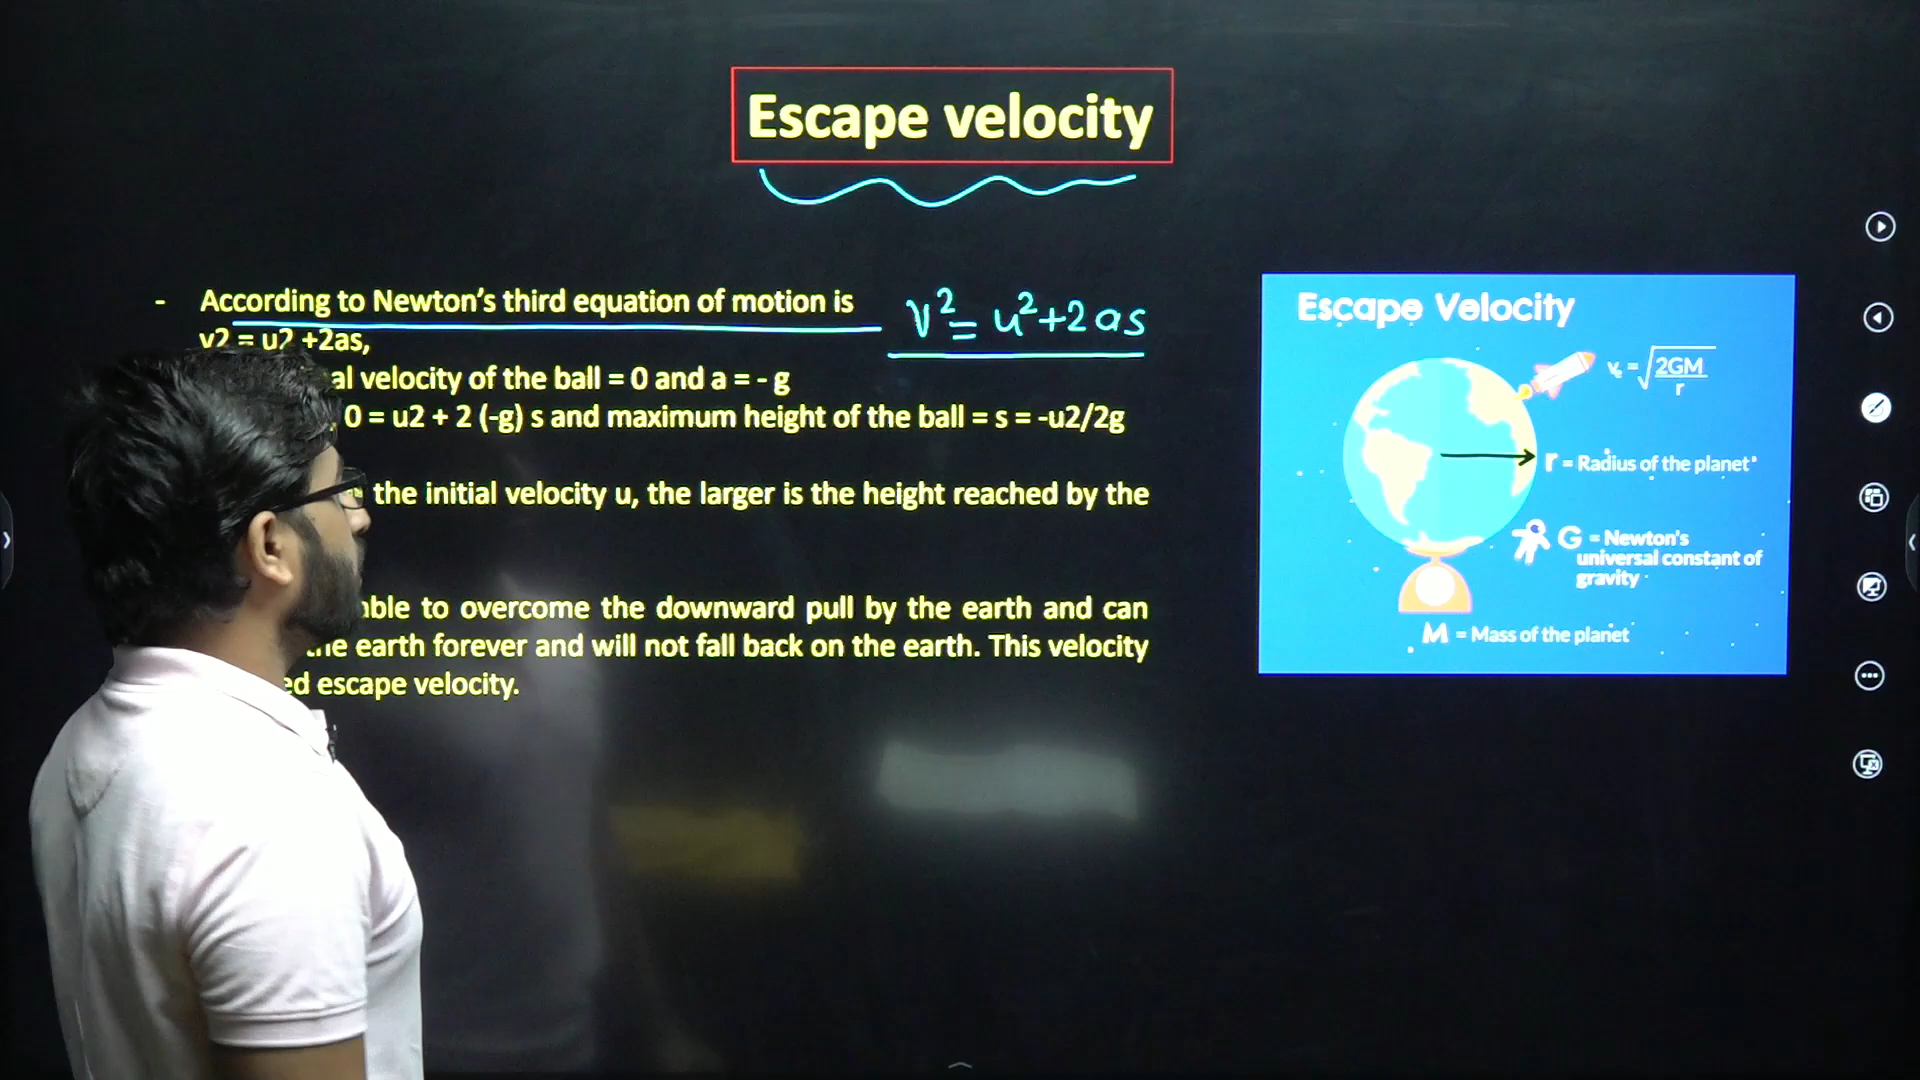 Escape velocity
- According to Newton's third equation of motion is
v² = u²+2as
v2 = u2 +2as,
velocity of the ball = 0 and a = - g
0 = u2 + 2 (-g) s and maximum height of the ball = s = -u2/2g
the initial velocity u, the larger is the height reached by the
to overcome the downward pull by the earth and can
the earth forever and will not fall back on the earth. This velocity
escape velocity.
Escape Velocity
vₑ = √2GM/r
r = Radius of the planet
G = Newton's
universal constant of
gravity
M = Mass of the planet